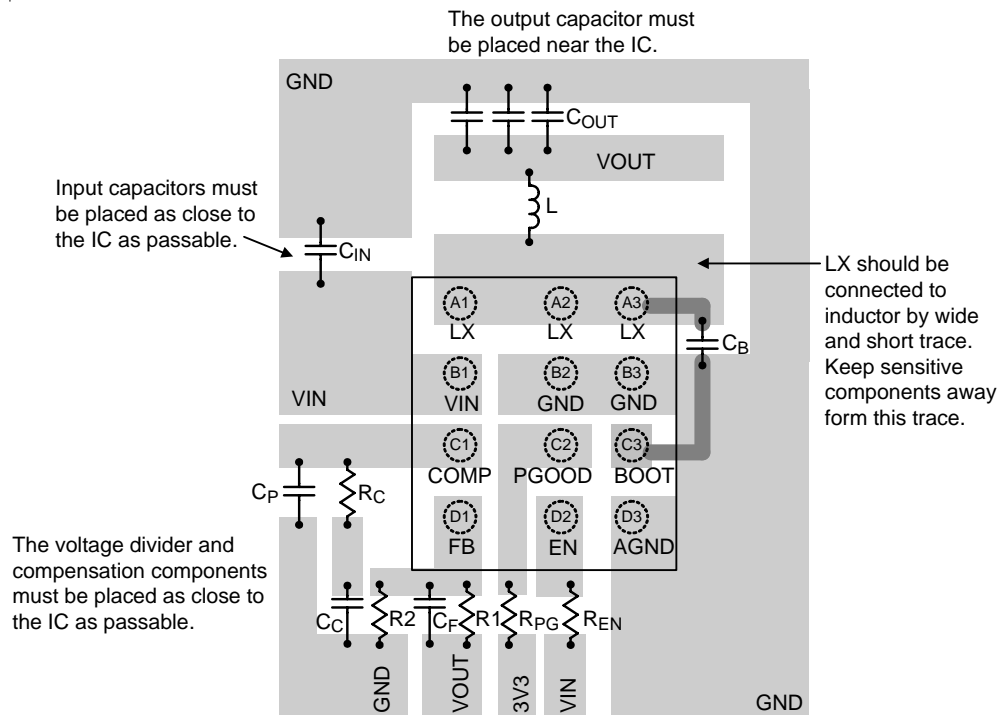 The output capacitor must
be placed near the IC.
GND
COUT
VOUT
Input capacitors must
be placed as close to
the IC as passable.
L
CIN
LX should be
connected to
inductor by wide
and short trace.
Keep sensitive
components away
form this trace.
A1
A2
A3
LX
LX
LX
CB
B1
B2
B3
VIN
VIN
GND
GND
C1
C2
C3
COMP
PGOOD
BOOT
CP
RC
D1
D2
D3
FB
EN
AGND
The voltage divider and
compensation components
must be placed as close to
the IC as passable.
CC
R2
CF
R1
RPG
REN
GND
VOUT
3V3
VIN
GND